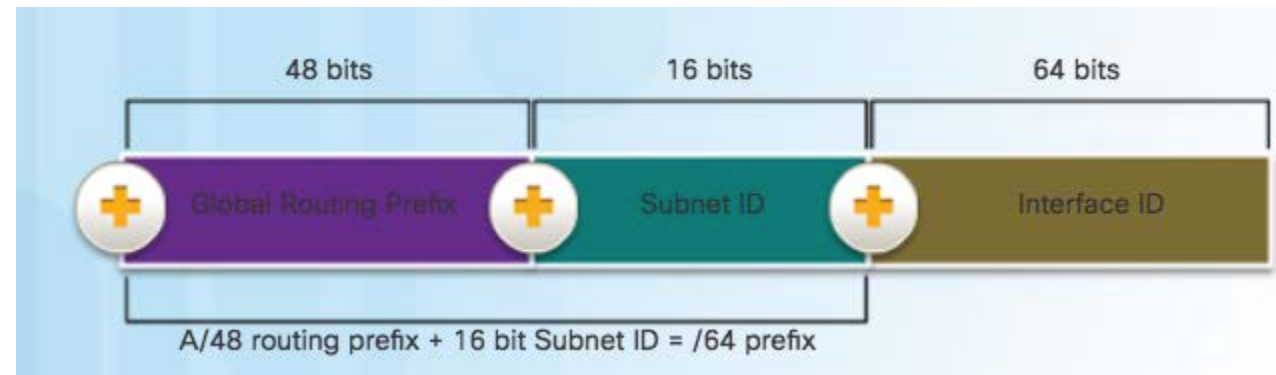 48 bits 16 bits 64 bits
Global Routing Prefix Subnet ID Interface ID
A/48 routing prefix + 16 bit Subnet ID = /64 prefix